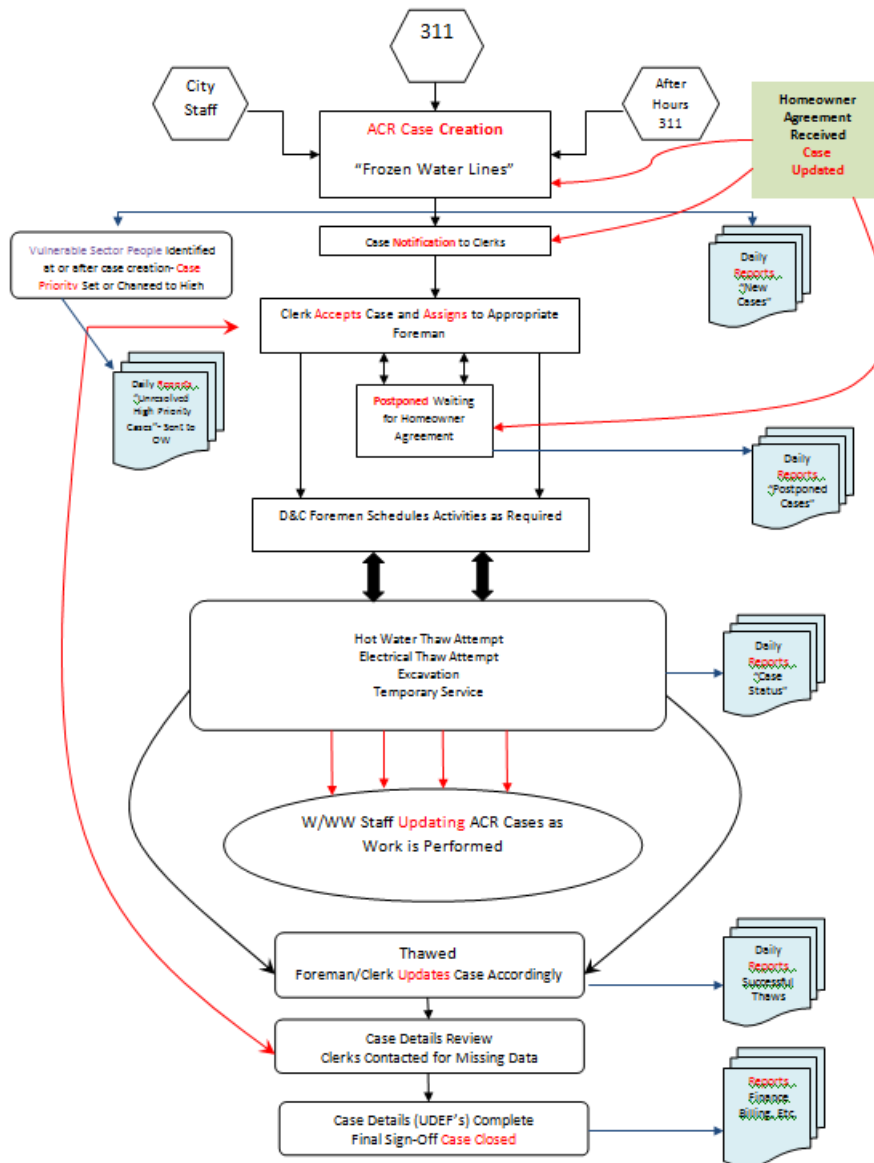 311
City
Staff
After
Hours
311
ACR Case Creation
"Frozen Water Lines"
Homeowner
Agreement
Received
Case
Updated
Vulnerable Sector People Identified
at or after case creation- Case
Priority Set or Changed to High
Case Notification to Clerks
Daily
Reports
"New
Cases"
Clerk Accepts Case and Assigns to Appropriate
Foreman
Daily Reports
"Unresolved
High Priority
Cases"- Sent to
OW
Postponed Waiting
for Homeowner
Agreement
Daily
Reports
"Postponed
Cases"
D&C Foremen Schedules Activities as Required
Hot Water Thaw Attempt
Electrical Thaw Attempt
Excavation
Temporary Service
Daily
Reports
"Case
Status"
W/WW Staff Updating ACR Cases as
Work is Performed
Thawed
Foreman/Clerk Updates Case Accordingly
Daily
Reports
Successful
Thaws
Case Details Review
Clerks Contacted for Missing Data
Case Details (UDEF's) Complete
Final Sign-Off Case Closed
Reports
Finance
Billing, Etc.